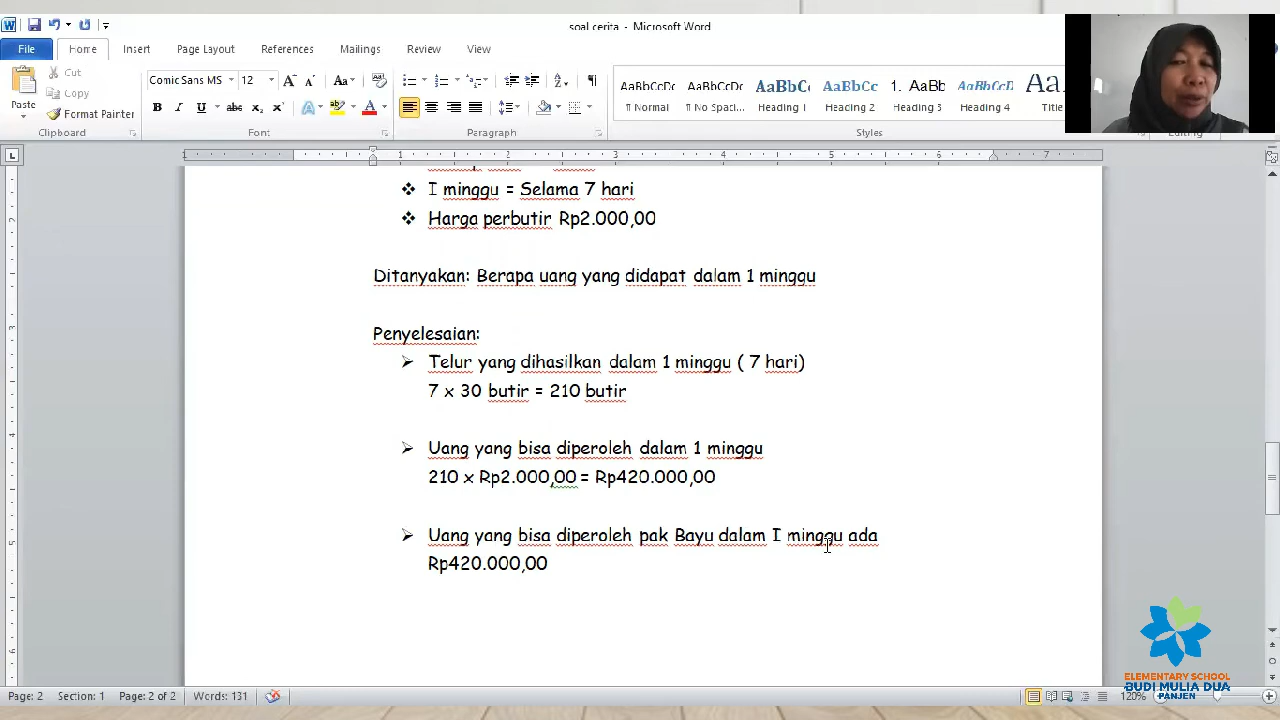 soal cerita - Microsoft Word
File Home Insert Page Layout References Mailings Review View
Cut
Copy
Format Painter
Paste
Comic Sans MS 12
AaBbCcDc AaBbCcDc AaBbC AaBbCc 1. AaBb AaBbCcD
¶ Normal ¶ No Spaci... Heading 1 Heading 2 Heading 3 Heading 4 Title
Clipboard Font Paragraph Styles Editing
I minggu = Selama 7 hari
Harga perbutir Rp2.000,00
Ditanyakan: Berapa uang yang didapat dalam 1 minggu
Penyelesaian:
Telur yang dihasilkan dalam 1 minggu ( 7 hari)
7 x 30 butir = 210 butir
Uang yang bisa diperoleh dalam 1 minggu
210 x Rp2.000,00 = Rp420.000,00
Uang yang bisa diperoleh pak Bayu dalam I minggu ada
Rp420.000,00
ELEMENTARY SCHOOL
BUDI MULIA DUA
PANJEN
Page: 2 Section: 1 Page: 2 of 2 Words: 131 120%